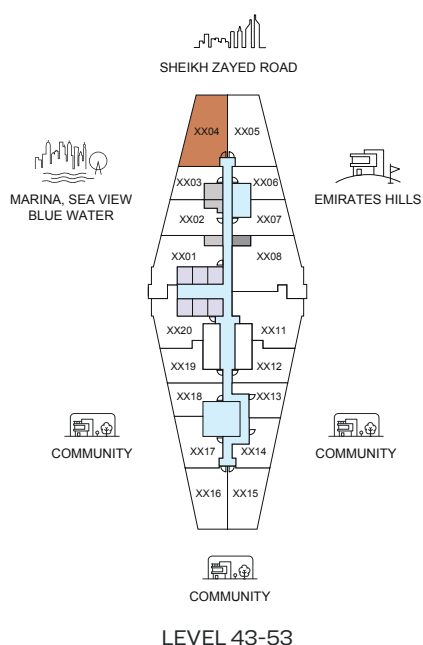 SHEIKH ZAYED ROAD
XX04
XX05
MARINA, SEA VIEW
BLUE WATER
EMIRATES HILLS
XX03
XX06
XX02
XX07
XX01
XX08
XX20
XX11
XX19
XX12
XX18
XX13
COMMUNITY
COMMUNITY
XX17
XX14
XX16
XX15
COMMUNITY
LEVEL 43-53